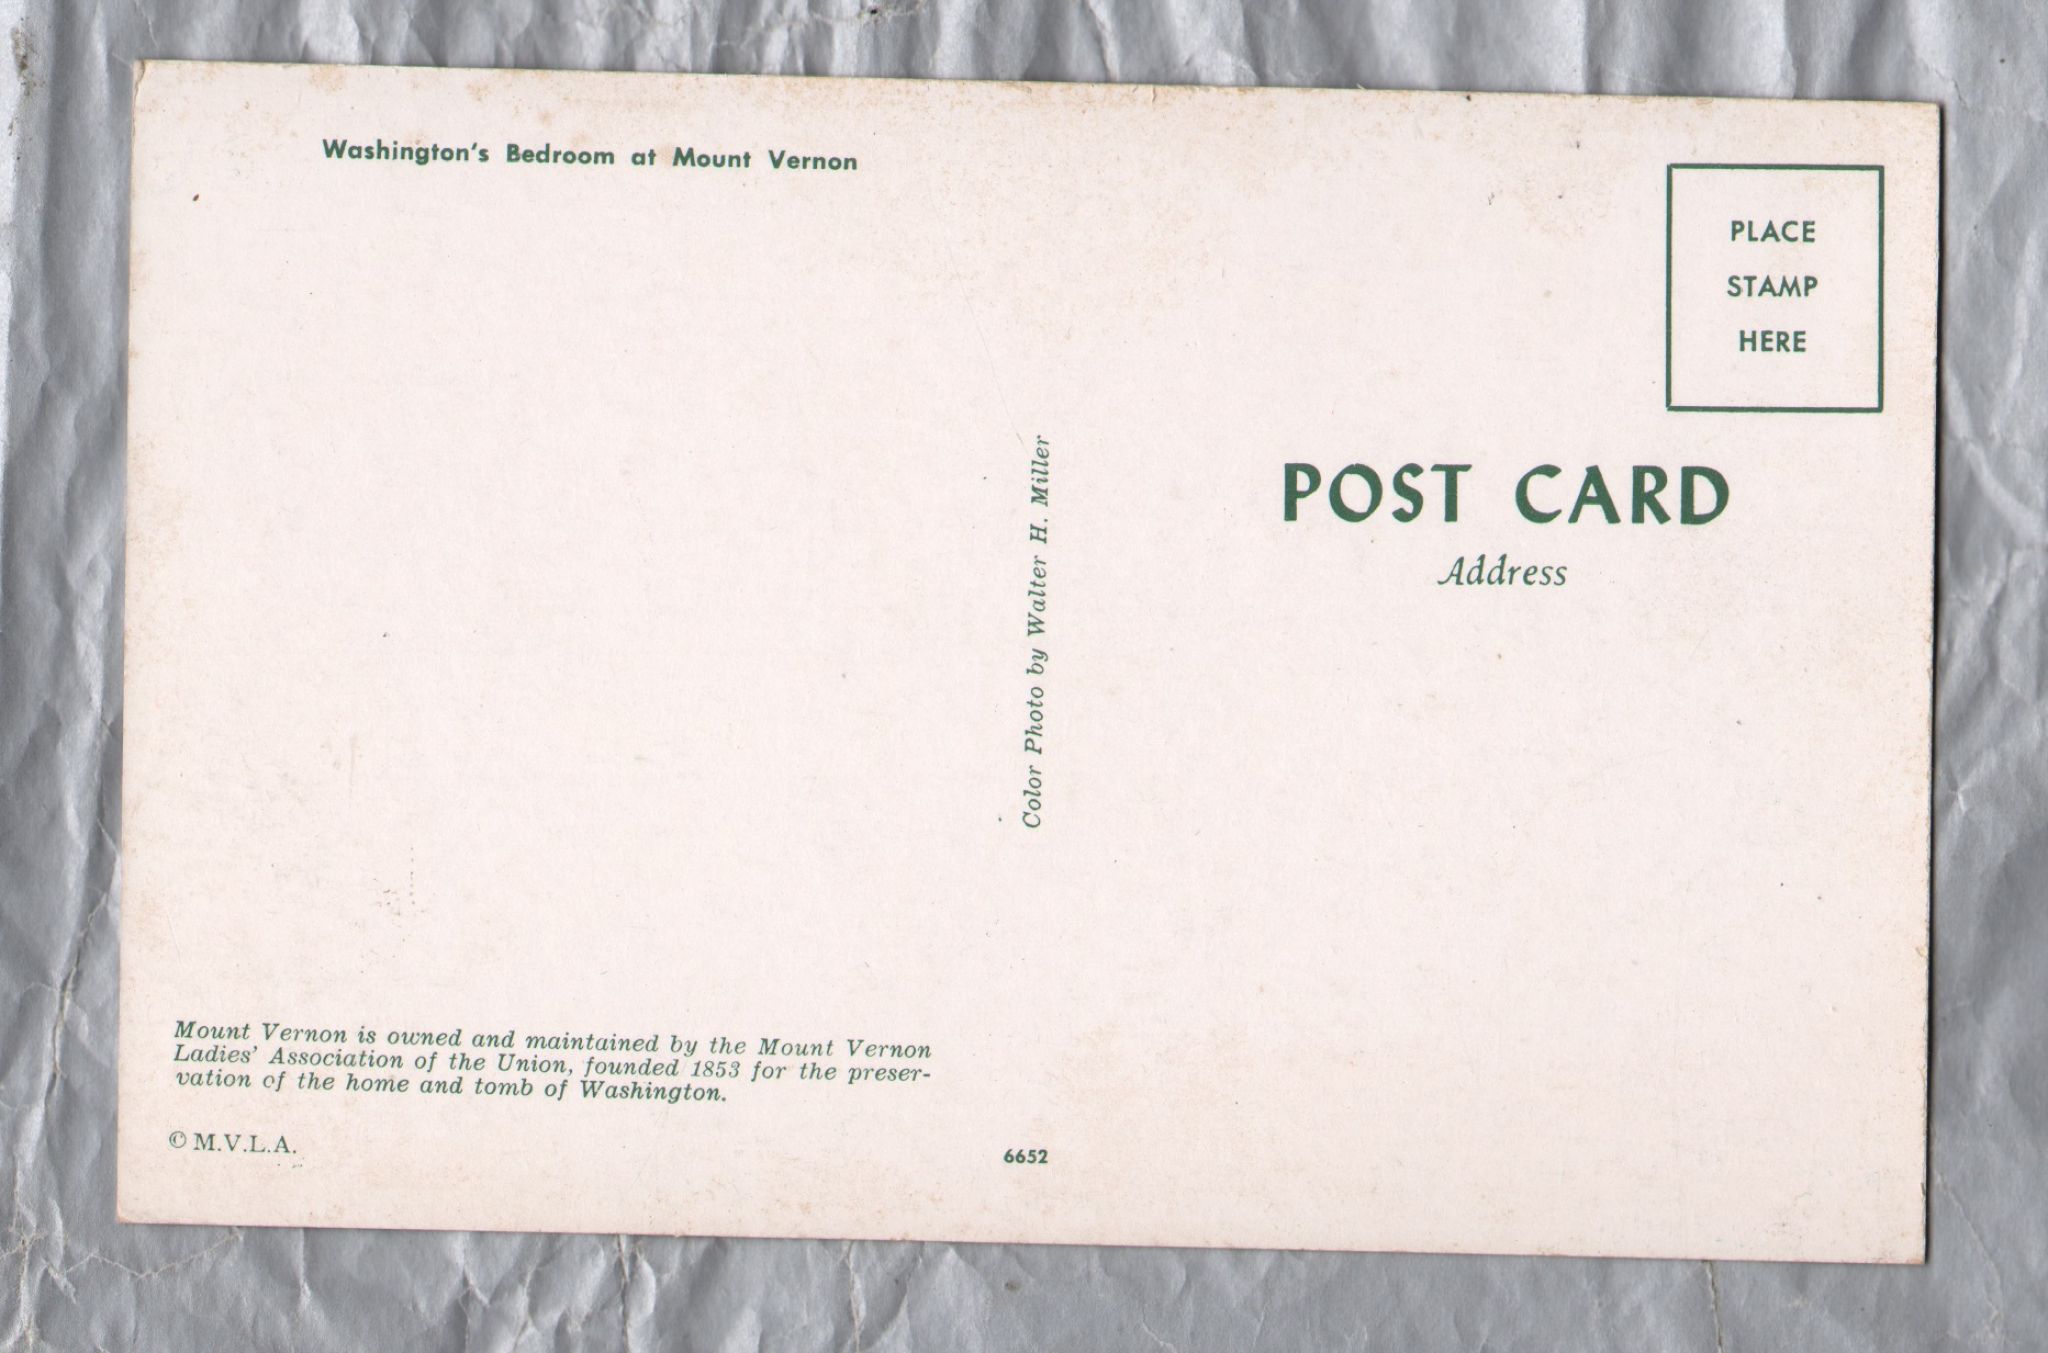 Washington's Bedroom at Mount Vernon
PLACE
STAMP
HERE
POST CARD
Address
Color Photo by Walter H. Miller
Mount Vernon is owned and maintained by the Mount Vernon
Ladies' Association of the Union, founded 1853 for the preser-
vation of the home and tomb of Washington.
© M.V.L.A.
6652